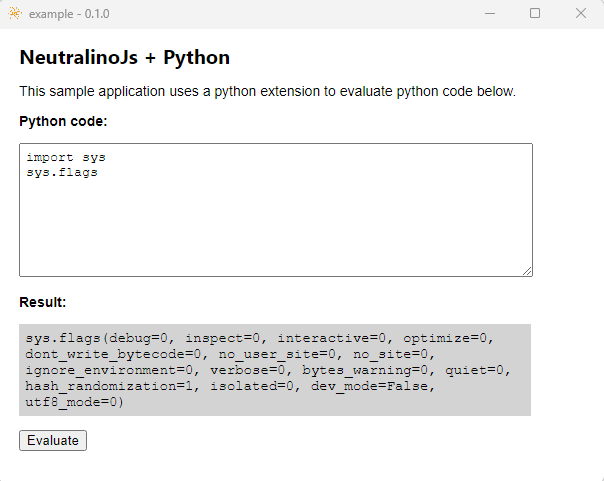 example - 0.1.0
NeutralinoJs + Python
This sample application uses a python extension to evaluate python code below.
Python code:
import sys
sys.flags
Result:
sys.flags(debug=0, inspect=0, interactive=0, optimize=0,
dont_write_bytecode=0, no_user_site=0, no_site=0,
ignore_environment=0, verbose=0, bytes_warning=0, quiet=0,
hash_randomization=1, isolated=0, dev_mode=False,
utf8_mode=0)
Evaluate